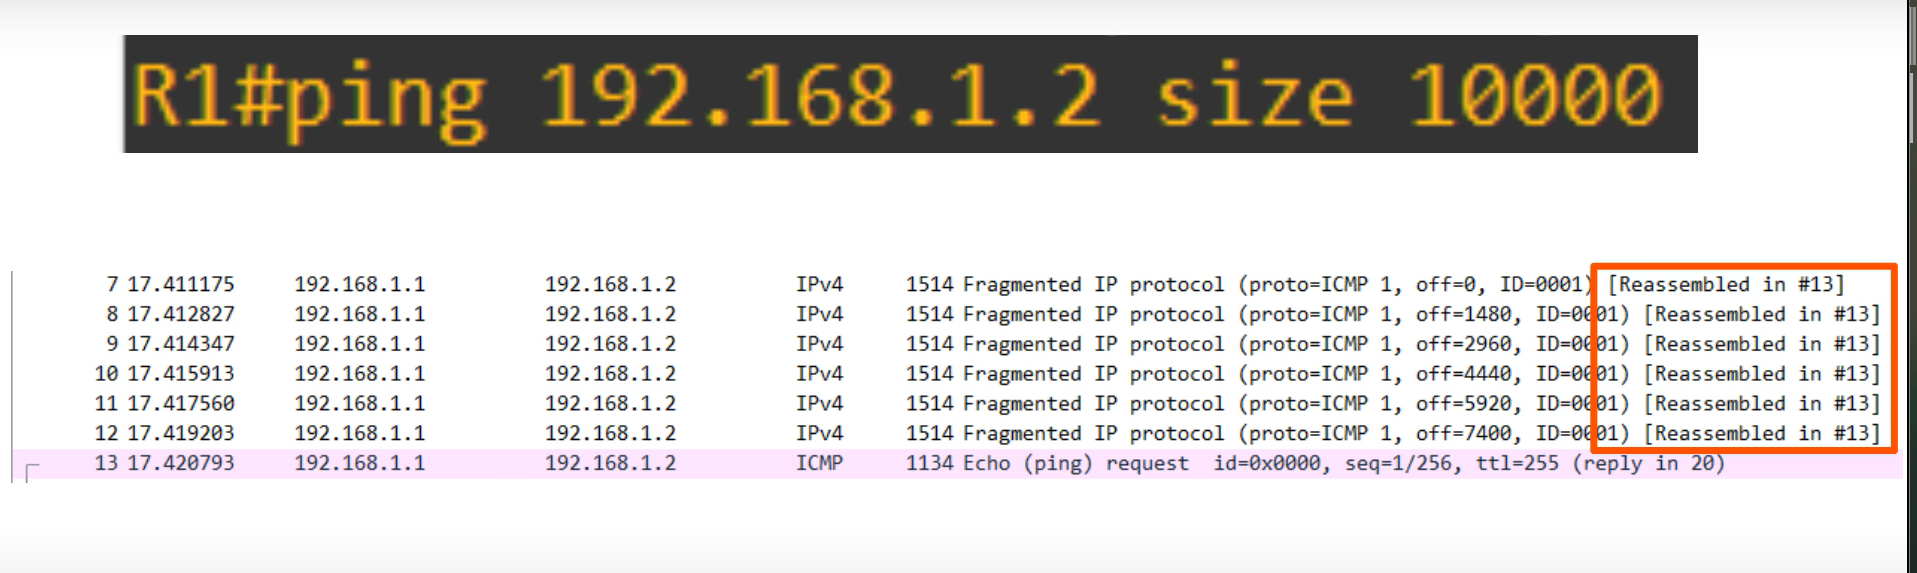 R1#ping 192.168.1.2 size 10000
7 17.411175 192.168.1.1 192.168.1.2 IPv4 1514 Fragmented IP protocol (proto=ICMP 1, off=0, ID=0001) [Reassembled in #13]
8 17.412827 192.168.1.1 192.168.1.2 IPv4 1514 Fragmented IP protocol (proto=ICMP 1, off=1480, ID=0001) [Reassembled in #13]
9 17.414347 192.168.1.1 192.168.1.2 IPv4 1514 Fragmented IP protocol (proto=ICMP 1, off=2960, ID=0001) [Reassembled in #13]
10 17.415913 192.168.1.1 192.168.1.2 IPv4 1514 Fragmented IP protocol (proto=ICMP 1, off=4440, ID=0001) [Reassembled in #13]
11 17.417560 192.168.1.1 192.168.1.2 IPv4 1514 Fragmented IP protocol (proto=ICMP 1, off=5920, ID=0001) [Reassembled in #13]
12 17.419203 192.168.1.1 192.168.1.2 IPv4 1514 Fragmented IP protocol (proto=ICMP 1, off=7400, ID=0001) [Reassembled in #13]
13 17.420793 192.168.1.1 192.168.1.2 ICMP 1134 Echo (ping) request id=0x0000, seq=1/256, ttl=255 (reply in 20)